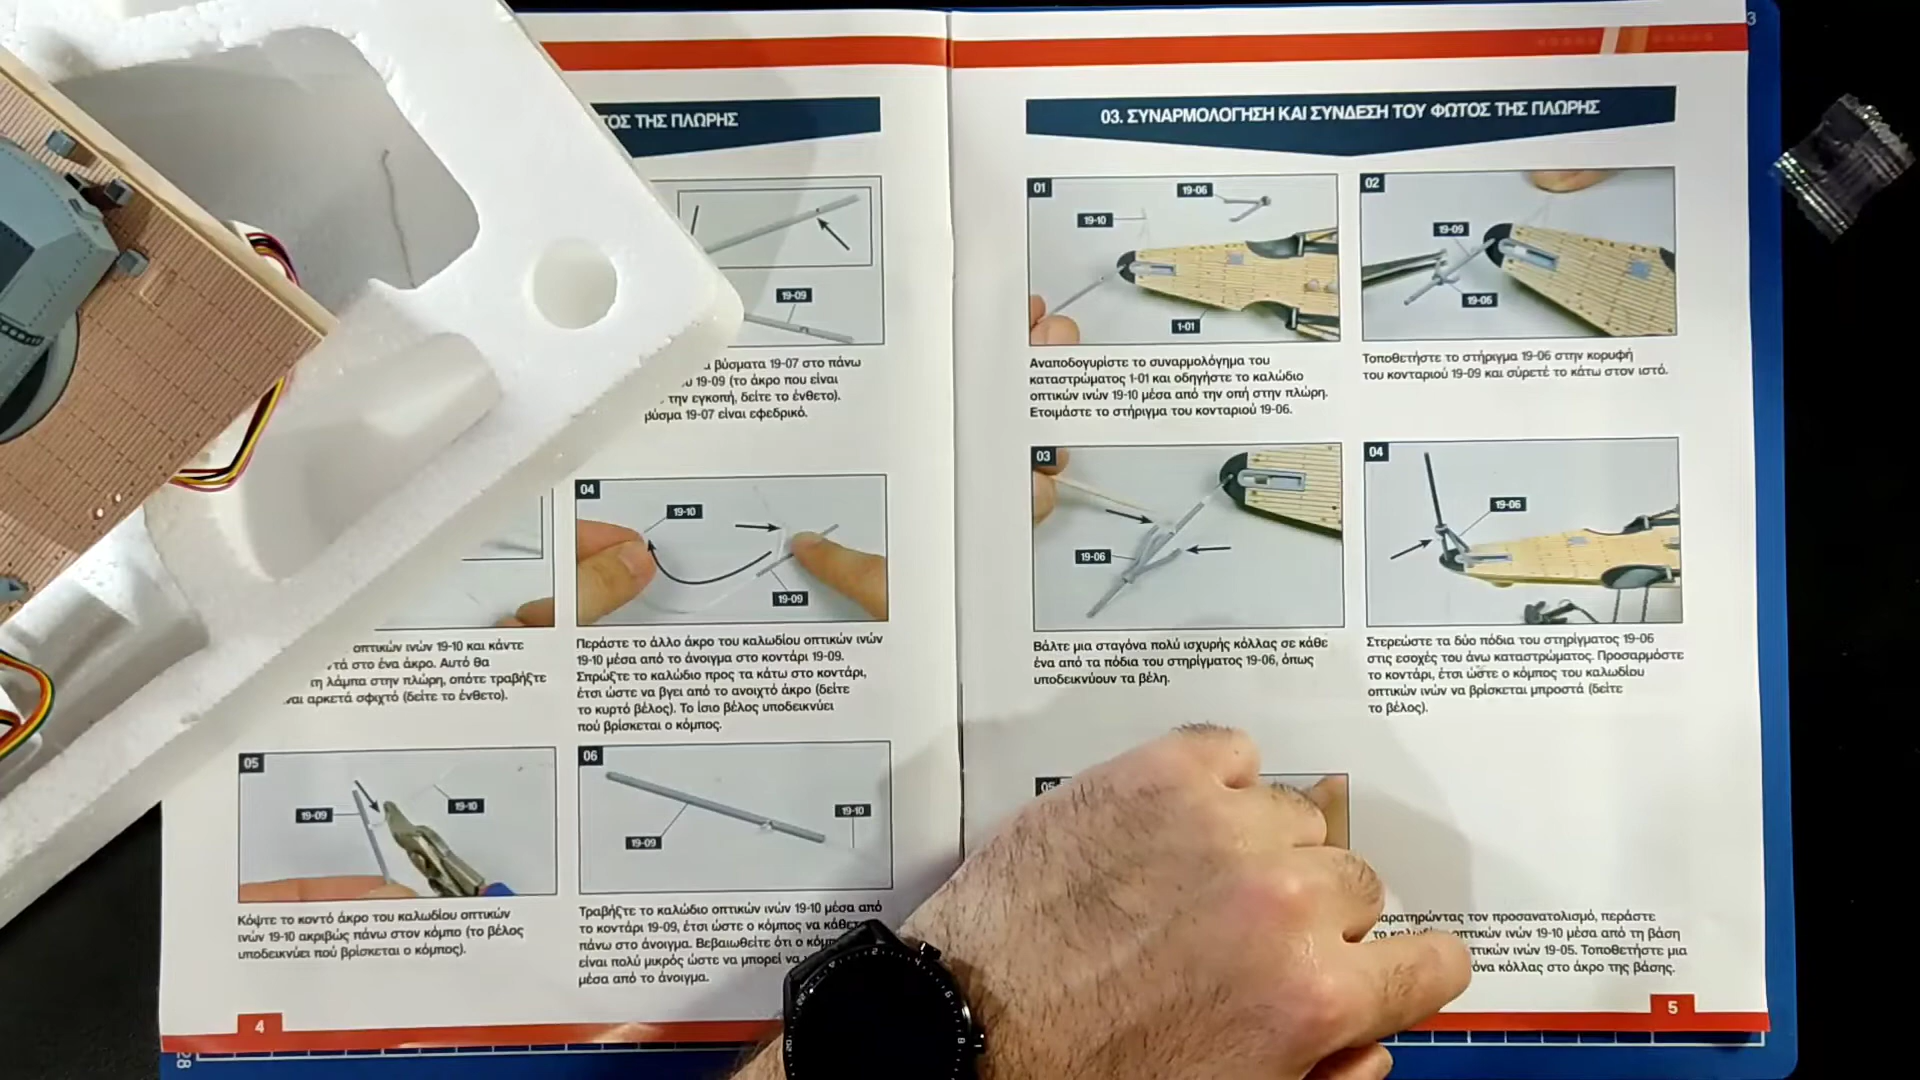 ΤΟΣ ΤΗΣ ΠΛΩΡΗΣ
19-09
βύσματα 19-07 στο πάνω
19-09 (το άκρο που είναι
την εγκοπή, δείτε το ένθετο).
βύσμα 19-07 είναι εφεδρικό.
04
19-10
19-09
οπτικών ινών 19-10 και κάντε
στο ένα άκρο. Αυτό θα
λάμπα στην πλώρη, οπότε τραβήξτε
αρκετά σφιχτό (δείτε το ένθετο).
Περάστε το άλλο άκρο του καλωδίου οπτικών ινών
19-10 μέσα από το άνοιγμα στο κοντάρι 19-09.
Σπρώξτε το καλώδιο προς τα κάτω στο κοντάρι,
έτσι ώστε να βγει από το ανοιχτό άκρο (δείτε
το κυρτό βέλος). Το ίσιο βέλος υποδεικνύει
πού βρίσκεται ο κόμπος.
05
19-09
19-10
Κόψτε το κοντό άκρο του καλωδίου οπτικών
ινών 19-10 ακριβώς πάνω στον κόμπο (το βέλος
υποδεικνύει πού βρίσκεται ο κόμπος).
06
19-09
19-10
Τραβήξτε το καλώδιο οπτικών ινών 19-10 μέσα από
το κοντάρι 19-09, έτσι ώστε ο κόμπος να
πάνω στο άνοιγμα. Βεβαιωθείτε ότι ο
είναι πολύ μικρός ώστε να μπορεί να
μέσα από το άνοιγμα.
4
03. ΣΥΝΑΡΜΟΛΟΓΗΣΗ ΚΑΙ ΣΥΝΔΕΣΗ ΤΟΥ ΦΩΤΟΣ ΤΗΣ ΠΛΩΡΗΣ
01
19-06
19-10
1-01
Αναποδογυρίστε το συναρμολόγημα του
καταστρώματος 1-01 και οδηγήστε το καλώδιο
οπτικών ινών 19-10 μέσα από την οπή στην πλώρη.
Ετοιμάστε το στήριγμα του κονταριού 19-06.
02
19-09
19-06
Τοποθετήστε το στήριγμα 19-06 στην κορυφή
του κονταριού 19-09 και σύρετέ το κάτω στον ιστό.
03
19-06
Βάλτε μια σταγόνα πολύ ισχυρής κόλλας σε κάθε
ένα από τα πόδια του στηρίγματος 19-06, όπως
υποδεικνύουν τα βέλη.
04
19-06
Στερεώστε τα δύο πόδια του στηρίγματος 19-06
στις εσοχές του άνω καταστρώματος. Προσαρμόστε
το κοντάρι, έτσι ώστε ο κόμπος του καλωδίου
οπτικών ινών να βρίσκεται μπροστά (δείτε
το βέλος).
05
τον προσανατολισμό, περάστε
το οπτικών ινών 19-10 μέσα από τη βάση
ινών 19-05. Τοποθετήστε μια
κόλλας στο άκρο της βάσης.
5
28
3